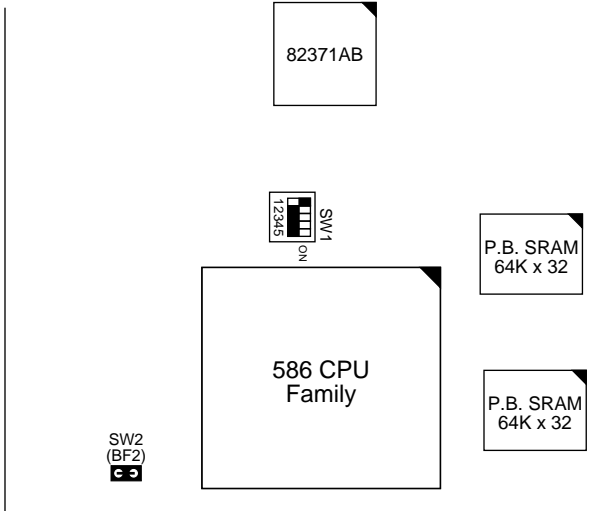 82371AB
12345
SW1
ON
P.B. SRAM
64K x 32
586 CPU
Family
P.B. SRAM
64K x 32
SW2
(BF2)